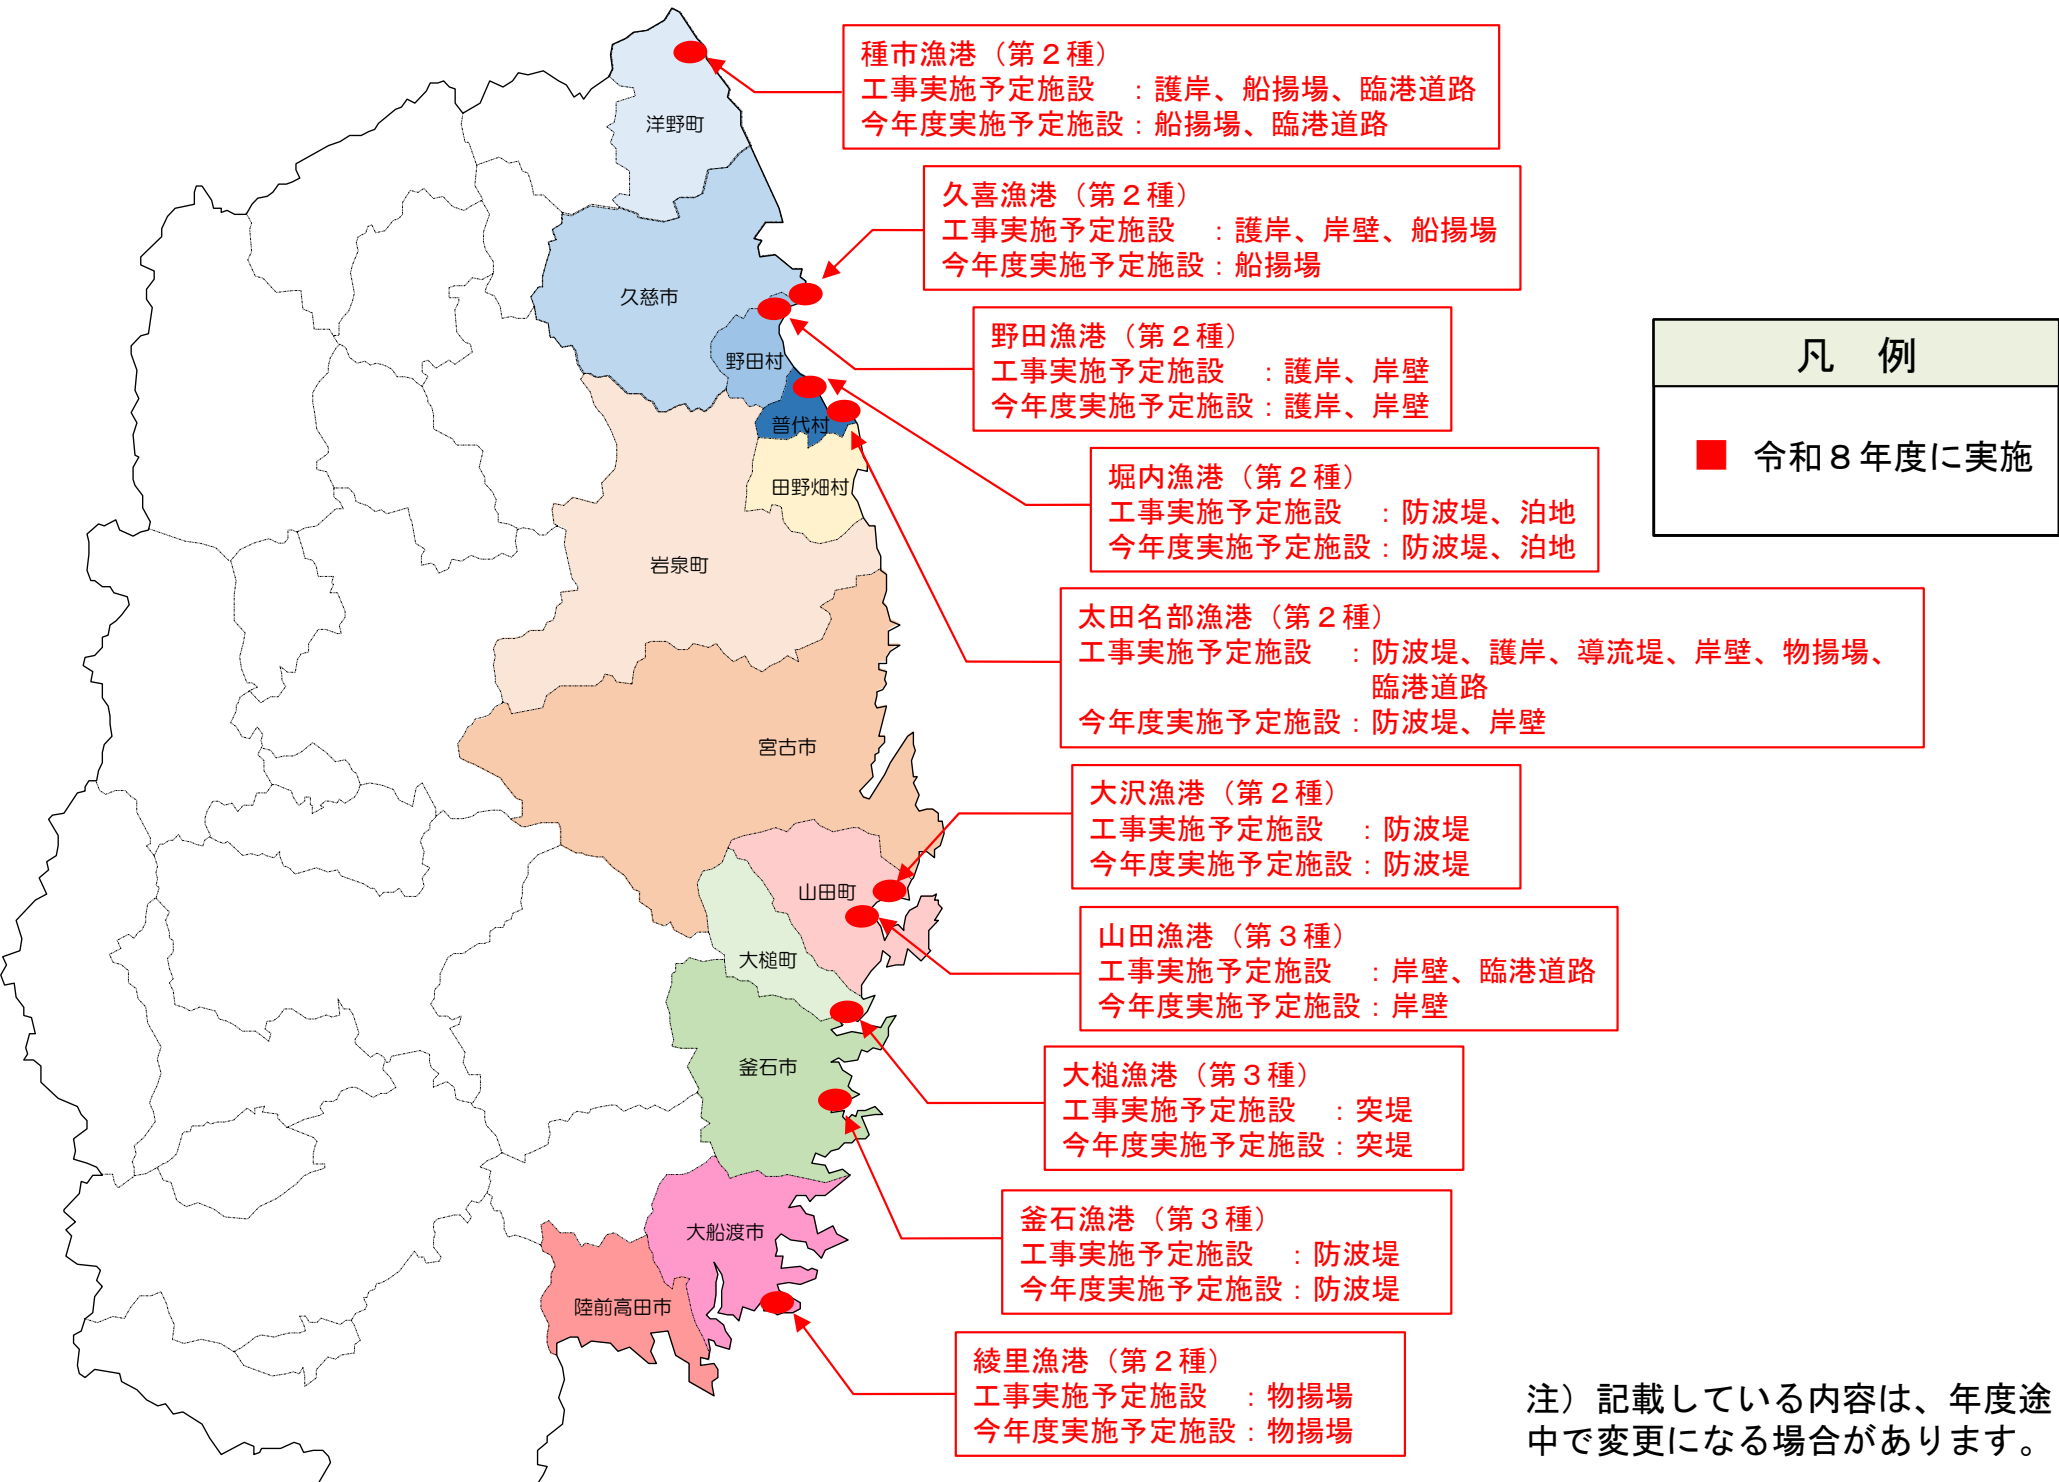 種市漁港（第２種）
工事実施予定施設　：護岸、船揚場、臨港道路
今年度実施予定施設：船揚場、臨港道路
洋野町
久喜漁港（第２種）
工事実施予定施設　：護岸、岸壁、船揚場
今年度実施予定施設：船揚場
久慈市
野田漁港（第２種）
工事実施予定施設　：護岸、岸壁
今年度実施予定施設：護岸、岸壁
野田村
凡　例
令和８年度に実施
普代村
堀内漁港（第２種）
工事実施予定施設　：防波堤、泊地
今年度実施予定施設：防波堤、泊地
田野畑村
岩泉町
太田名部漁港（第２種）
工事実施予定施設　：防波堤、護岸、導流堤、岸壁、物揚場、
臨港道路
今年度実施予定施設：防波堤、岸壁
宮古市
大沢漁港（第２種）
工事実施予定施設　：防波堤
今年度実施予定施設：防波堤
山田町
山田漁港（第３種）
工事実施予定施設　：岸壁、臨港道路
今年度実施予定施設：岸壁
大槌町
大槌漁港（第３種）
工事実施予定施設　：突堤
今年度実施予定施設：突堤
釜石市
釜石漁港（第３種）
工事実施予定施設　：防波堤
今年度実施予定施設：防波堤
大船渡市
陸前高田市
綾里漁港（第２種）
工事実施予定施設　：物揚場
今年度実施予定施設：物揚場
注）記載している内容は、年度途
中で変更になる場合があります。